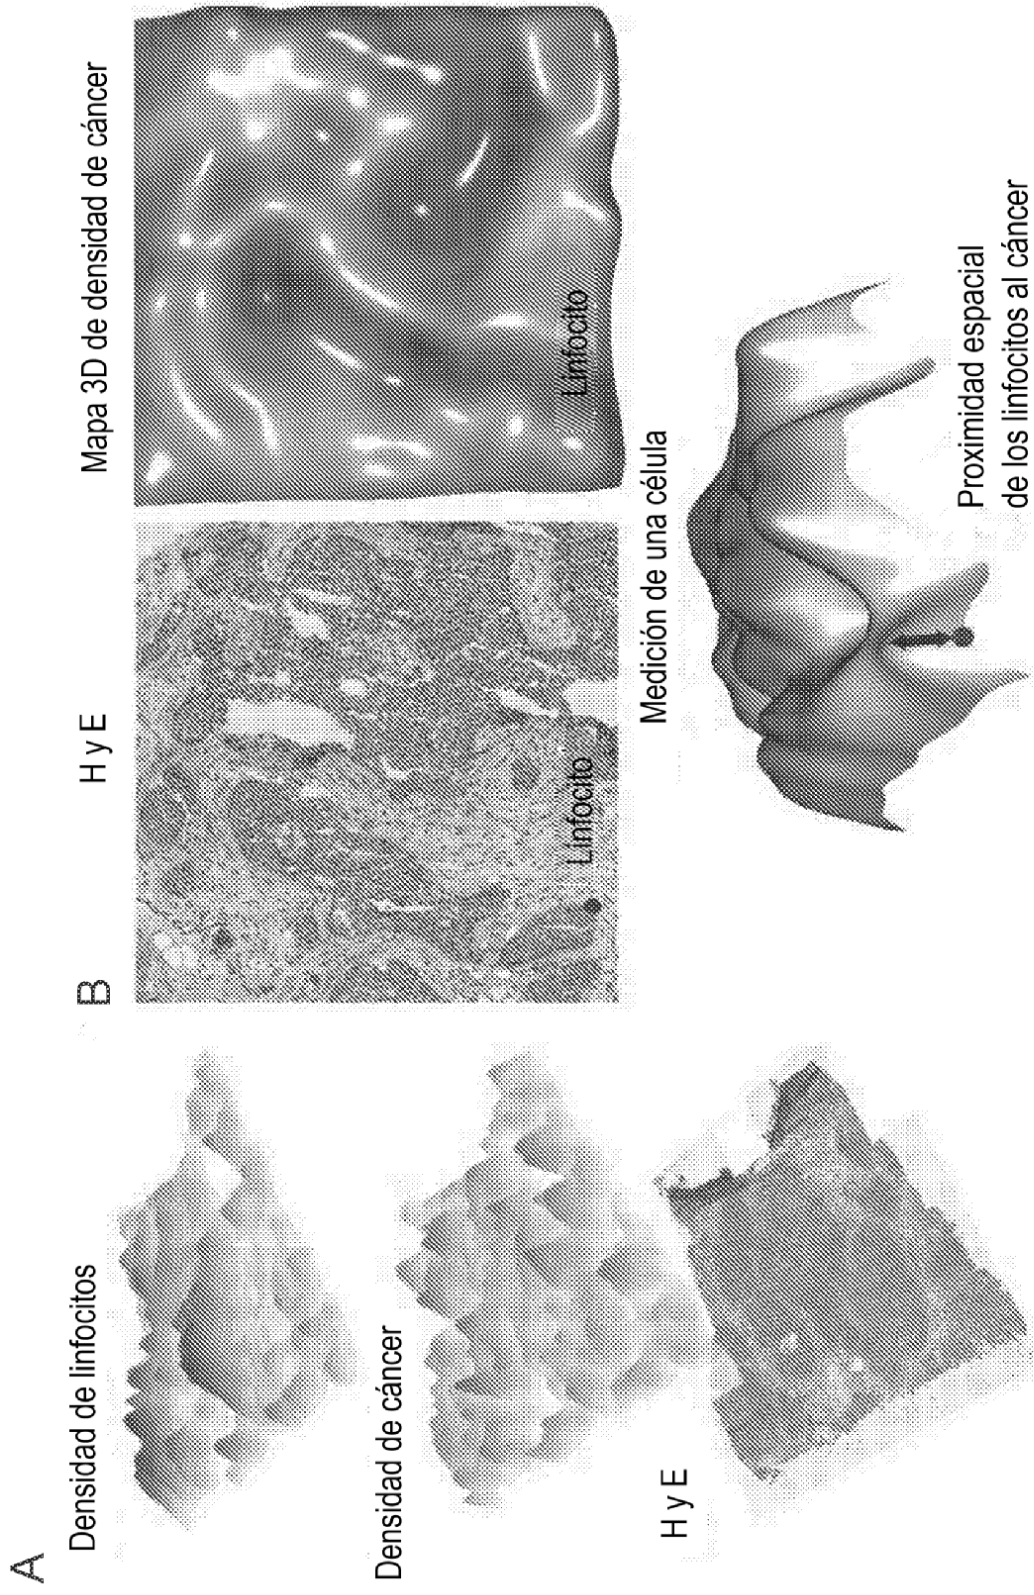 A
Densidad de linfocitos
Densidad de cáncer
H y E
B
H y E
Linfocito
Mapa 3D de densidad de cáncer
Linfocito
Medición de una célula
Proximidad espacial
de los linfocitos al cáncer